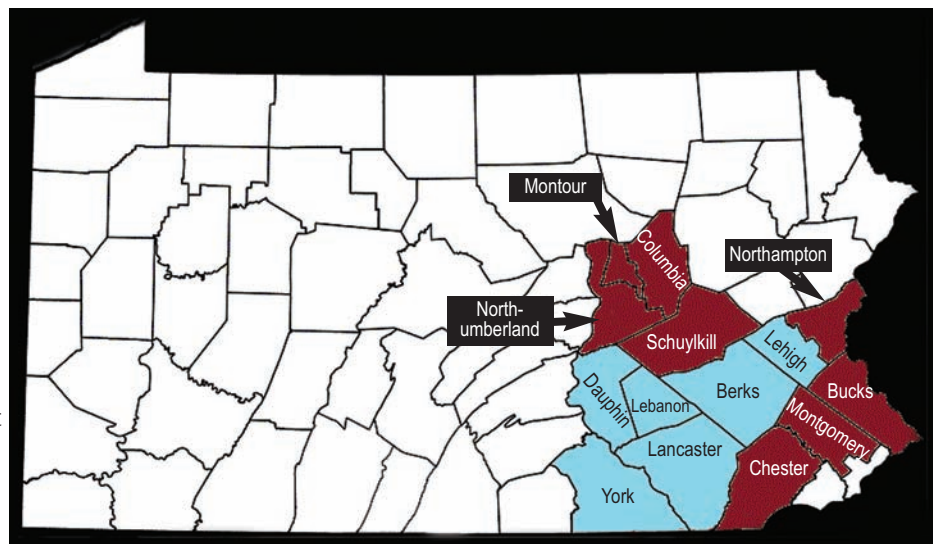 Montour
Columbia
Northampton
North-
umberland
Schuylkill
Lehigh
Dauphin
Lebanon
Berks
Bucks
Montgomery
Lancaster
Chester
York